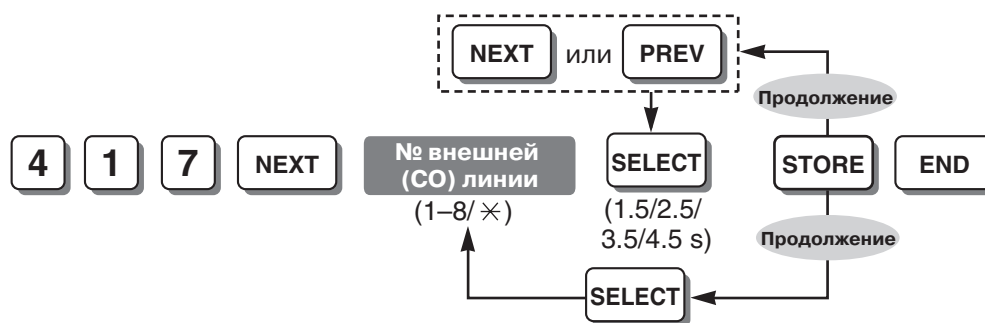 NEXT или PREV
Продолжение
4 1 7 NEXT № внешней (СО) линии SELECT STORE END
(1–8/✳) (1.5/2.5/
3.5/4.5 s)
Продолжение
SELECT